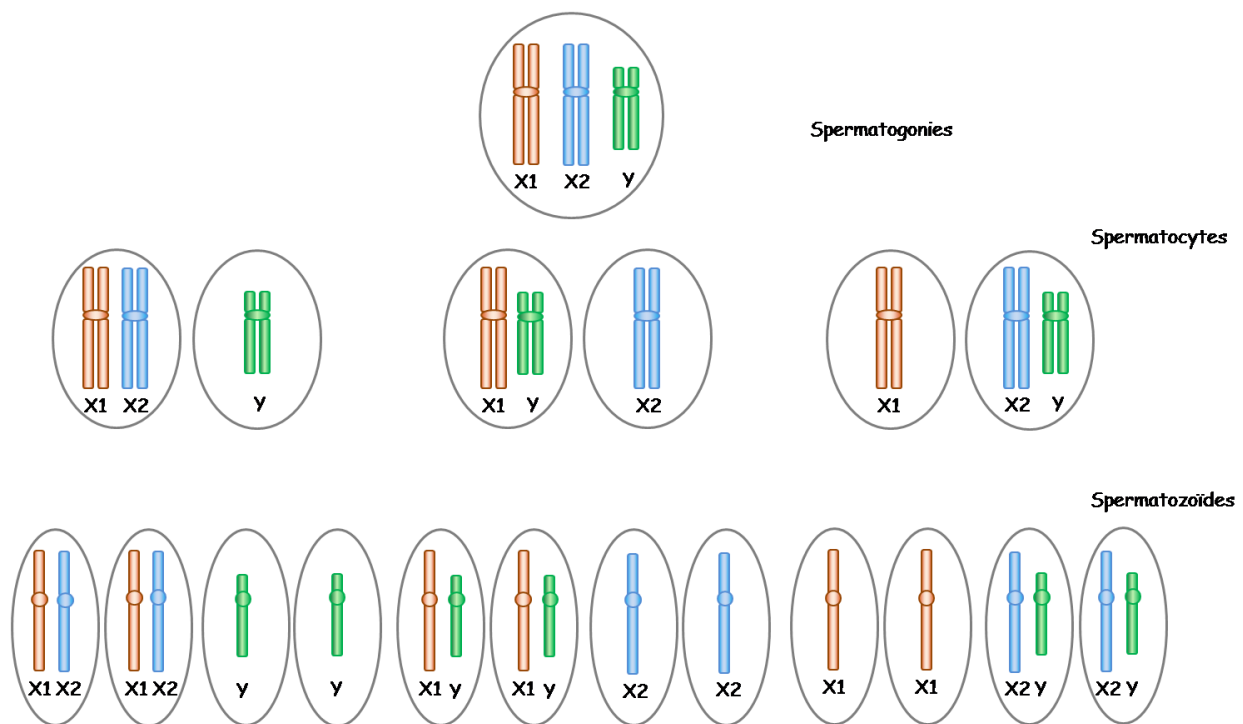 Spermatogonies
X1 X2 Y
Spermatocytes
X1 X2 Y X1 Y X2 X1 X2 Y
Spermatozoïdes
X1 X2 X1 X2 Y Y X1 Y X1 Y X2 X2 X1 X1 X2 Y X2 Y